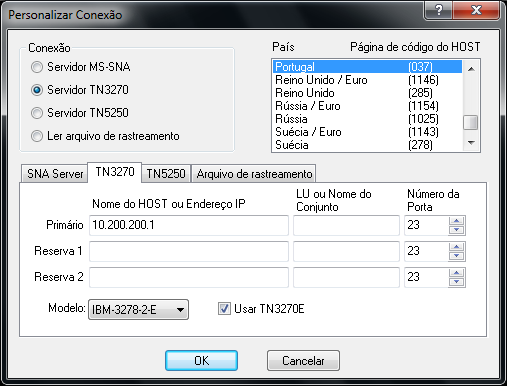 Personalizar Conexão
Conexão
Servidor MS-SNA
Servidor TN3270
Servidor TN5250
Ler arquivo de rastreamento
País Página de código do HOST
Portugal (037)
Reino Unido / Euro (1146)
Reino Unido (285)
Rússia / Euro (1154)
Rússia (1025)
Suécia / Euro (1143)
Suécia (278)
SNA Server TN3270 TN5250 Arquivo de rastreamento
Nome do HOST ou Endereço IP
LU ou Nome do
Conjunto
Número da
Porta
Primário 10.200.200.1 23
Reserva 1 23
Reserva 2 23
Modelo: IBM-3278-2-E Usar TN3270E
OK Cancelar